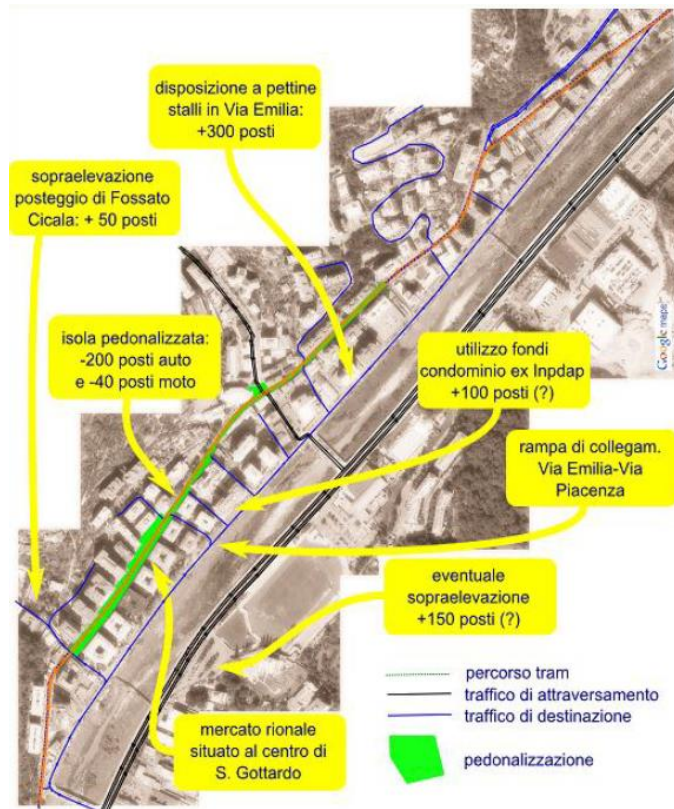 disposizione a pettine
stalli in Via Emilia:
+300 posti
sopraelevazione
posteggio di Fossato
Cicala: + 50 posti
isola pedonalizzata:
-200 posti auto
e -40 posti moto
utilizzo fondi
condominio ex Inpdap
+100 posti (?)
rampa di collegam.
Via Emilia-Via
Piacenza
eventuale
sopraelevazione
+150 posti (?)
mercato rionale
situato al centro di
S. Gottardo
percorso tram
traffico di attraversamento
traffico di destinazione
pedonalizzazione
Google maps